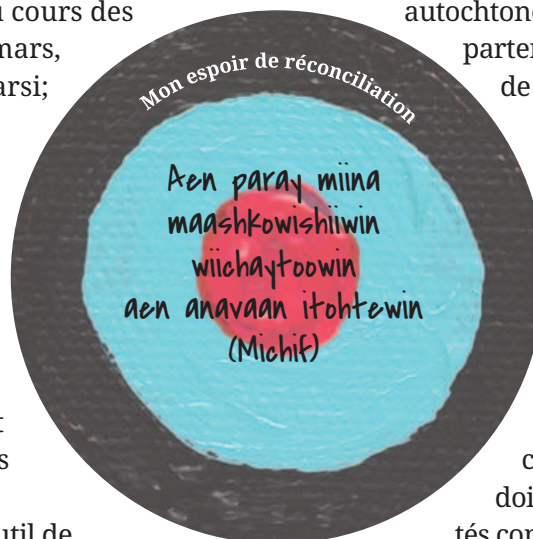 u cours des
mars,
arsi;
autochtone
parten
de
Mon espoir de réconciliation
Aen paray miina
maashkowishiiwin
wiichaytoowin
aen anavaan itohtewin
(Michif)
t
s
util de
c
doi
tés con